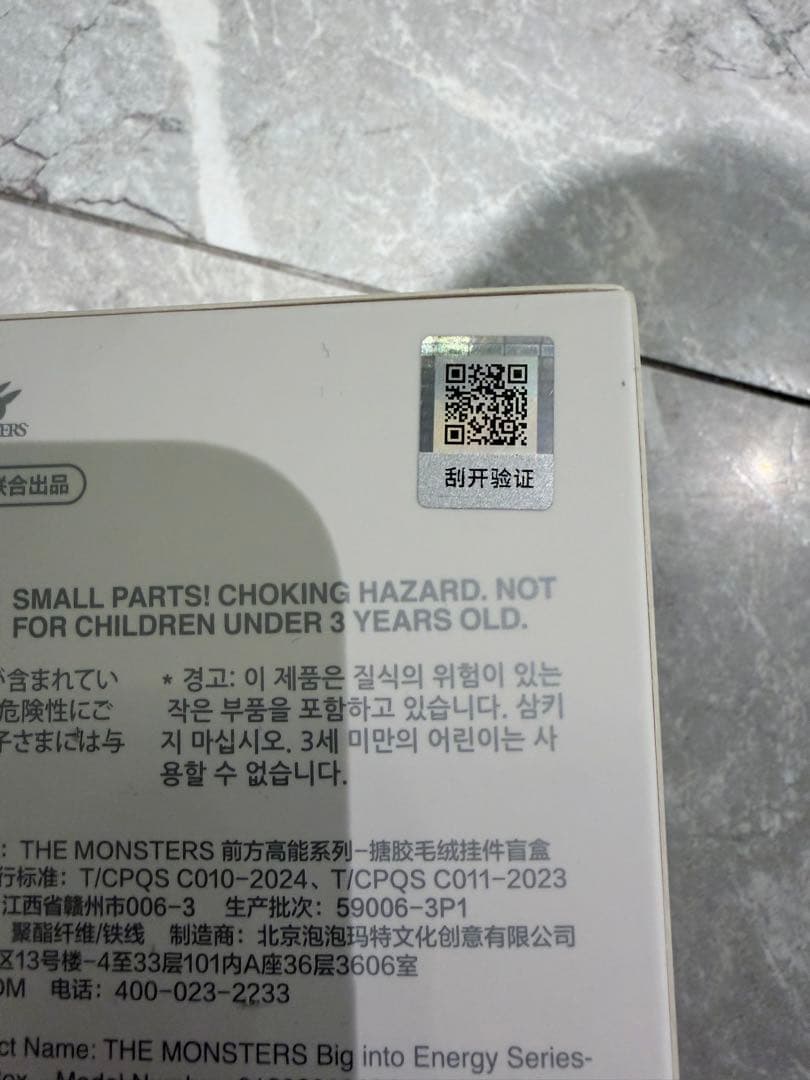 刮开验证
联合出品
SMALL PARTS! CHOKING HAZARD. NOT
FOR CHILDREN UNDER 3 YEARS OLD.
が含まれてい
危険性にご
子さまには与
* 경고: 이 제품은 질식의 위험이 있는
작은 부품을 포함하고 있습니다. 삼키
지 마십시오. 3세 미만의 어린이는 사
용할 수 없습니다.
: THE MONSTERS 前方高能系列-搪胶毛绒挂件盲盒
行标准: T/CPQS C010-2024、T/CPQS C011-2023
江西省赣州市006-3 生产批次: 59006-3P1
聚酯纤维/铁线 制造商: 北京泡泡玛特文化创意有限公司
区13号楼-4至33层101内A座36层3606室
OM 电话: 400-023-2233
ct Name: THE MONSTERS Big into Energy Series-